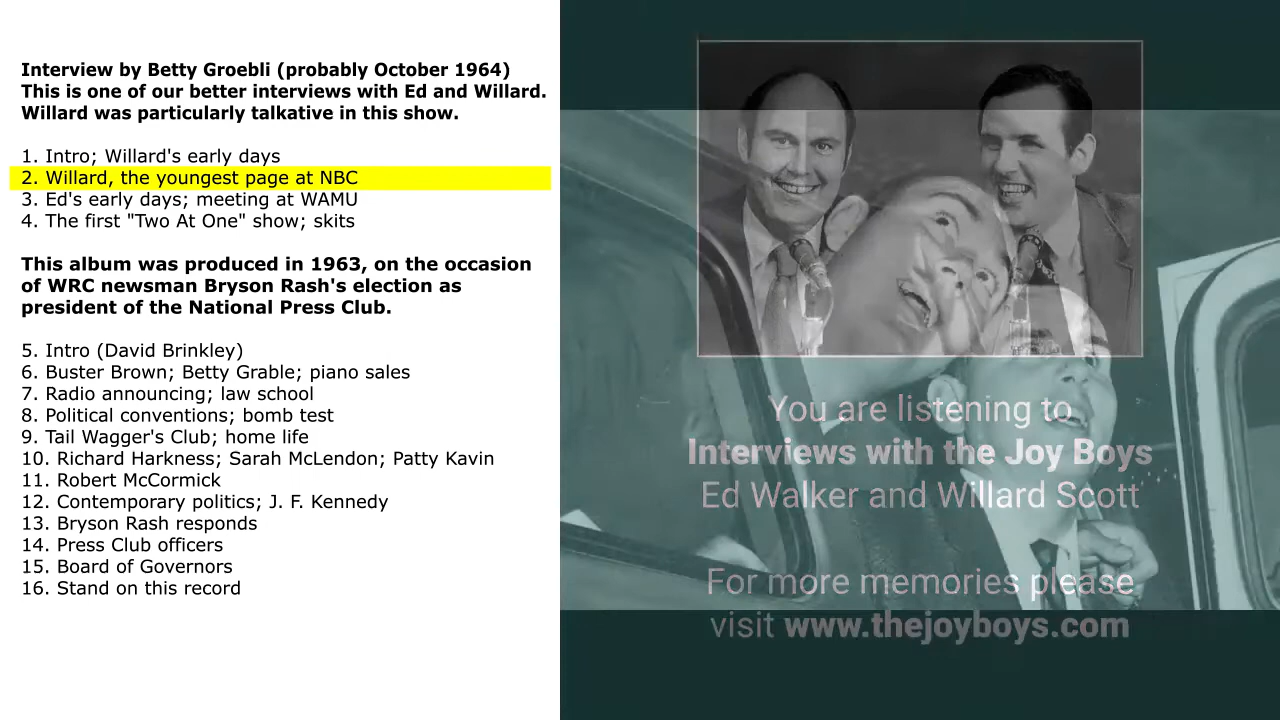 Interview by Betty Groebli (probably October 1964)
This is one of our better interviews with Ed and Willard.
Willard was particularly talkative in this show.
1. Intro; Willard's early days
2. Willard, the youngest page at NBC
3. Ed's early days; meeting at WAMU
4. The first "Two At One" show; skits
This album was produced in 1963, on the occasion
of WRC newsman Bryson Rash's election as
president of the National Press Club.
5. Intro (David Brinkley)
6. Buster Brown; Betty Grable; piano sales
7. Radio announcing; law school
8. Political conventions; bomb test
9. Tail Wagger's Club; home life
10. Richard Harkness; Sarah McLendon; Patty Kavin
11. Robert McCormick
12. Contemporary politics; J. F. Kennedy
13. Bryson Rash responds
14. Press Club officers
15. Board of Governors
16. Stand on this record
You are listening to
Interviews with the Joy Boys
Ed Walker and Willard Scott
For more memories please
visit www.thejoyboys.com